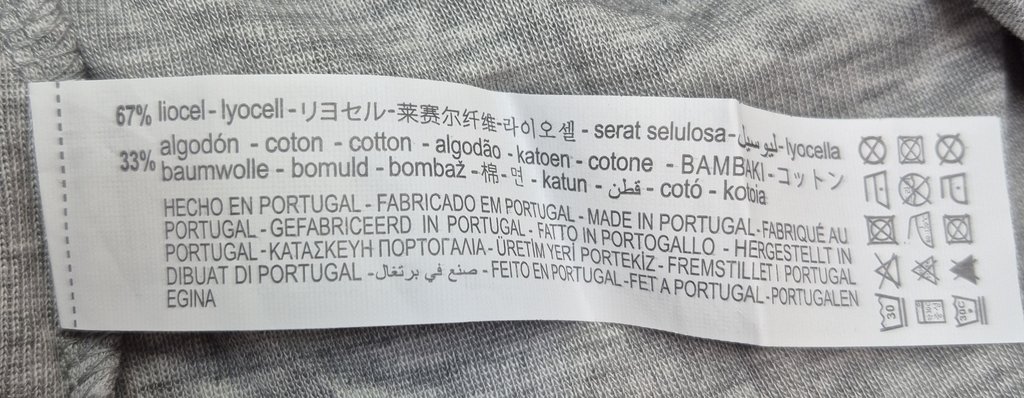 67% liocel - lyocell - リヨセル - 莱赛尔纤维 - 라이오셀 - serat selulosa - ليوسيل - lyocella
33% algodón - coton - cotton - algodão - katoen - cotone - BAMBAKI - コットン
baumwolle - bomuld - bombaž - 棉 - 면 - katun - قطن - cotó - kotoia
HECHO EN PORTUGAL - FABRICADO EM PORTUGAL - MADE IN PORTUGAL - FABRIQUÉ AU
PORTUGAL - GEFABRICEERD IN PORTUGAL - FATTO IN PORTOGALLO - HERGESTELLT IN
PORTUGAL - ΚΑΤΑΣΚΕΥΗ ΠΟΡΤΟΓΑΛΙΑ - ÜRETİM YERİ PORTEKİZ - FREMSTILLET I PORTUGAL
DIBUAT DI PORTUGAL - صنع في برتغال - FEITO EN PORTUGAL - FET A PORTUGAL - PORTUGALEN
EGINA
30
30C